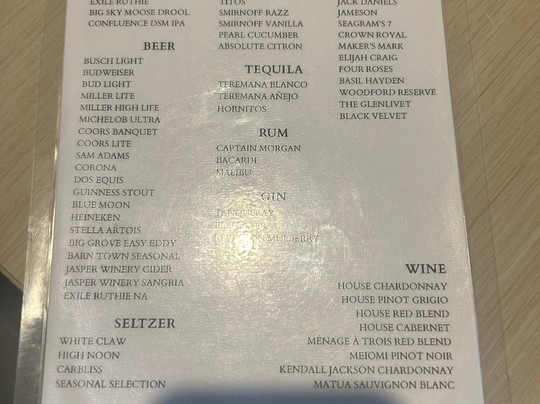 EXILE RUTHIE
BIG SKY MOOSE DROOL
CONFLUENCE DSM IPA
BEER
BUSCH LIGHT
BUDWEISER
BUD LIGHT
MILLER LITE
MILLER HIGH LIFE
MICHELOB ULTRA
COORS BANQUET
COORS LITE
SAM ADAMS
CORONA
DOS EQUIS
GUINNESS STOUT
BLUE MOON
HEINEKEN
STELLA ARTOIS
BIG GROVE EASY EDDY
BARN TOWN SEASONAL
JASPER WINERY CIDER
JASPER WINERY SANGRIA
EXILE RUTHIE NA
SELTZER
WHITE CLAW
HIGH NOON
CARBLISS
SEASONAL SELECTION
TITOS
SMIRNOFF RAZZ
SMIRNOFF VANILLA
PEARL CUCUMBER
ABSOLUTE CITRON
TEQUILA
TEREMANA BLANCO
TEREMANA AÑEJO
HORNITOS
RUM
CAPTAIN MORGAN
BACARDI
MALIBU
GIN
TANQUERAY
MULBERRY
JACK DANIELS
JAMESON
SEAGRAM'S 7
CROWN ROYAL
MAKER'S MARK
ELIJAH CRAIG
FOUR ROSES
BASIL HAYDEN
WOODFORD RESERVE
THE GLENLIVET
BLACK VELVET
WINE
HOUSE CHARDONNAY
HOUSE PINOT GRIGIO
HOUSE RED BLEND
HOUSE CABERNET
MÉNAGE À TROIS RED BLEND
MEIOMI PINOT NOIR
KENDALL JACKSON CHARDONNAY
MATUA SAUVIGNON BLANC